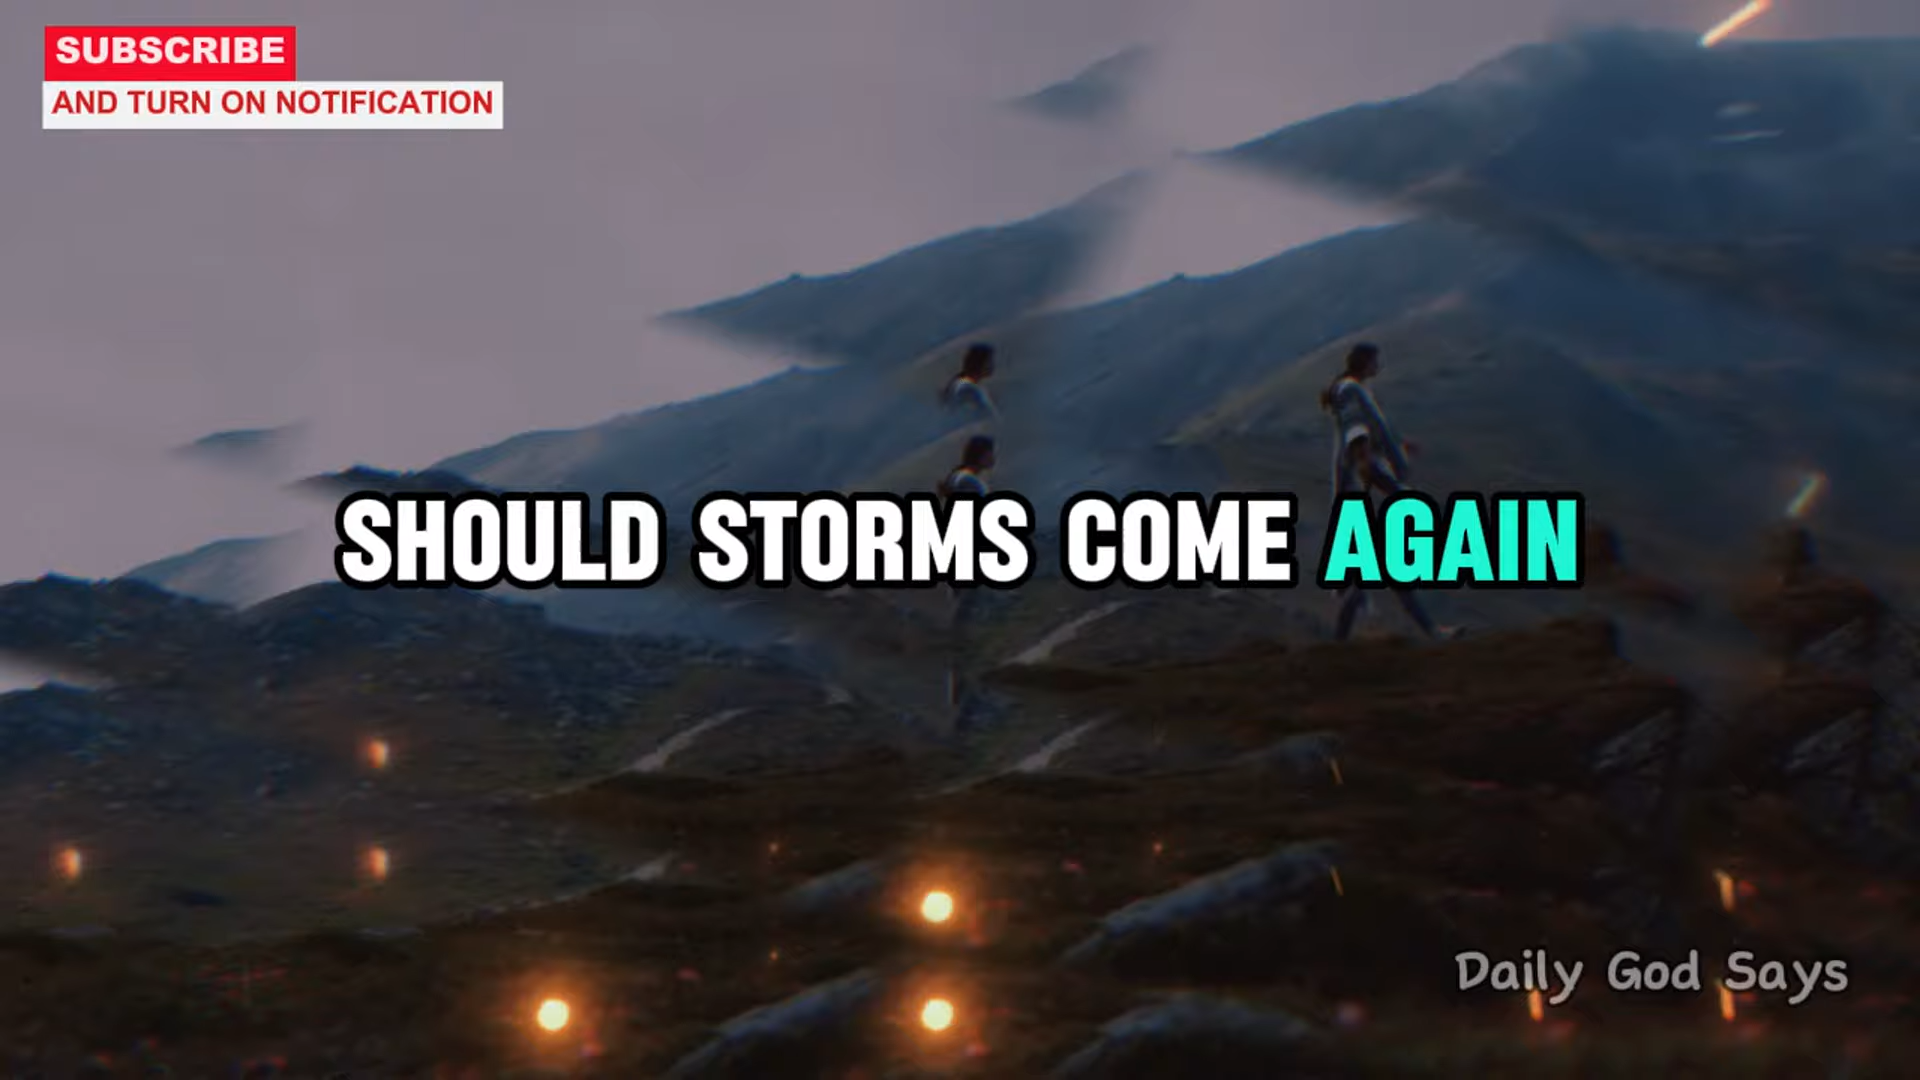 SUBSCRIBE
AND TURN ON NOTIFICATION
SHOULD STORMS COME AGAIN
Daily God Says